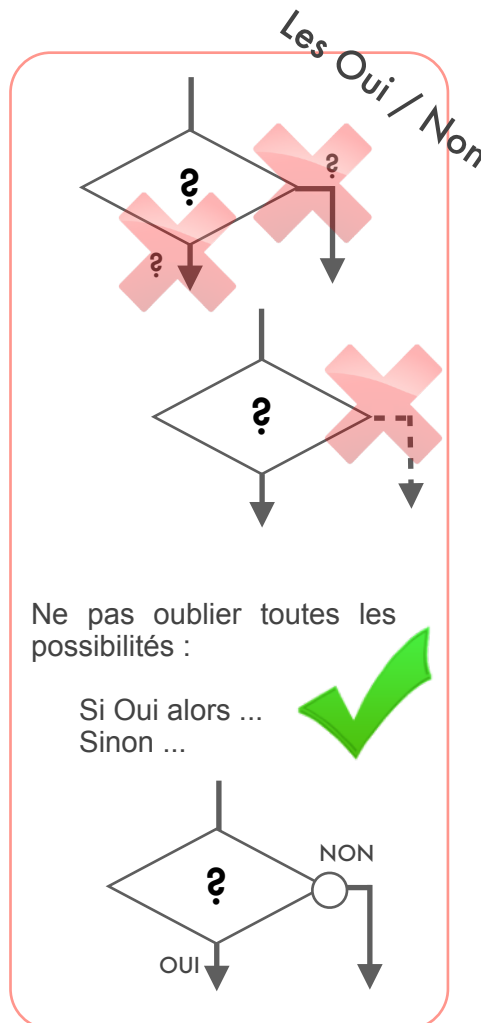 Les Oui / Non
?
?
?
?
Ne pas oublier toutes les
possibilités :
Si Oui alors ...
Sinon ...
?
NON
OUI